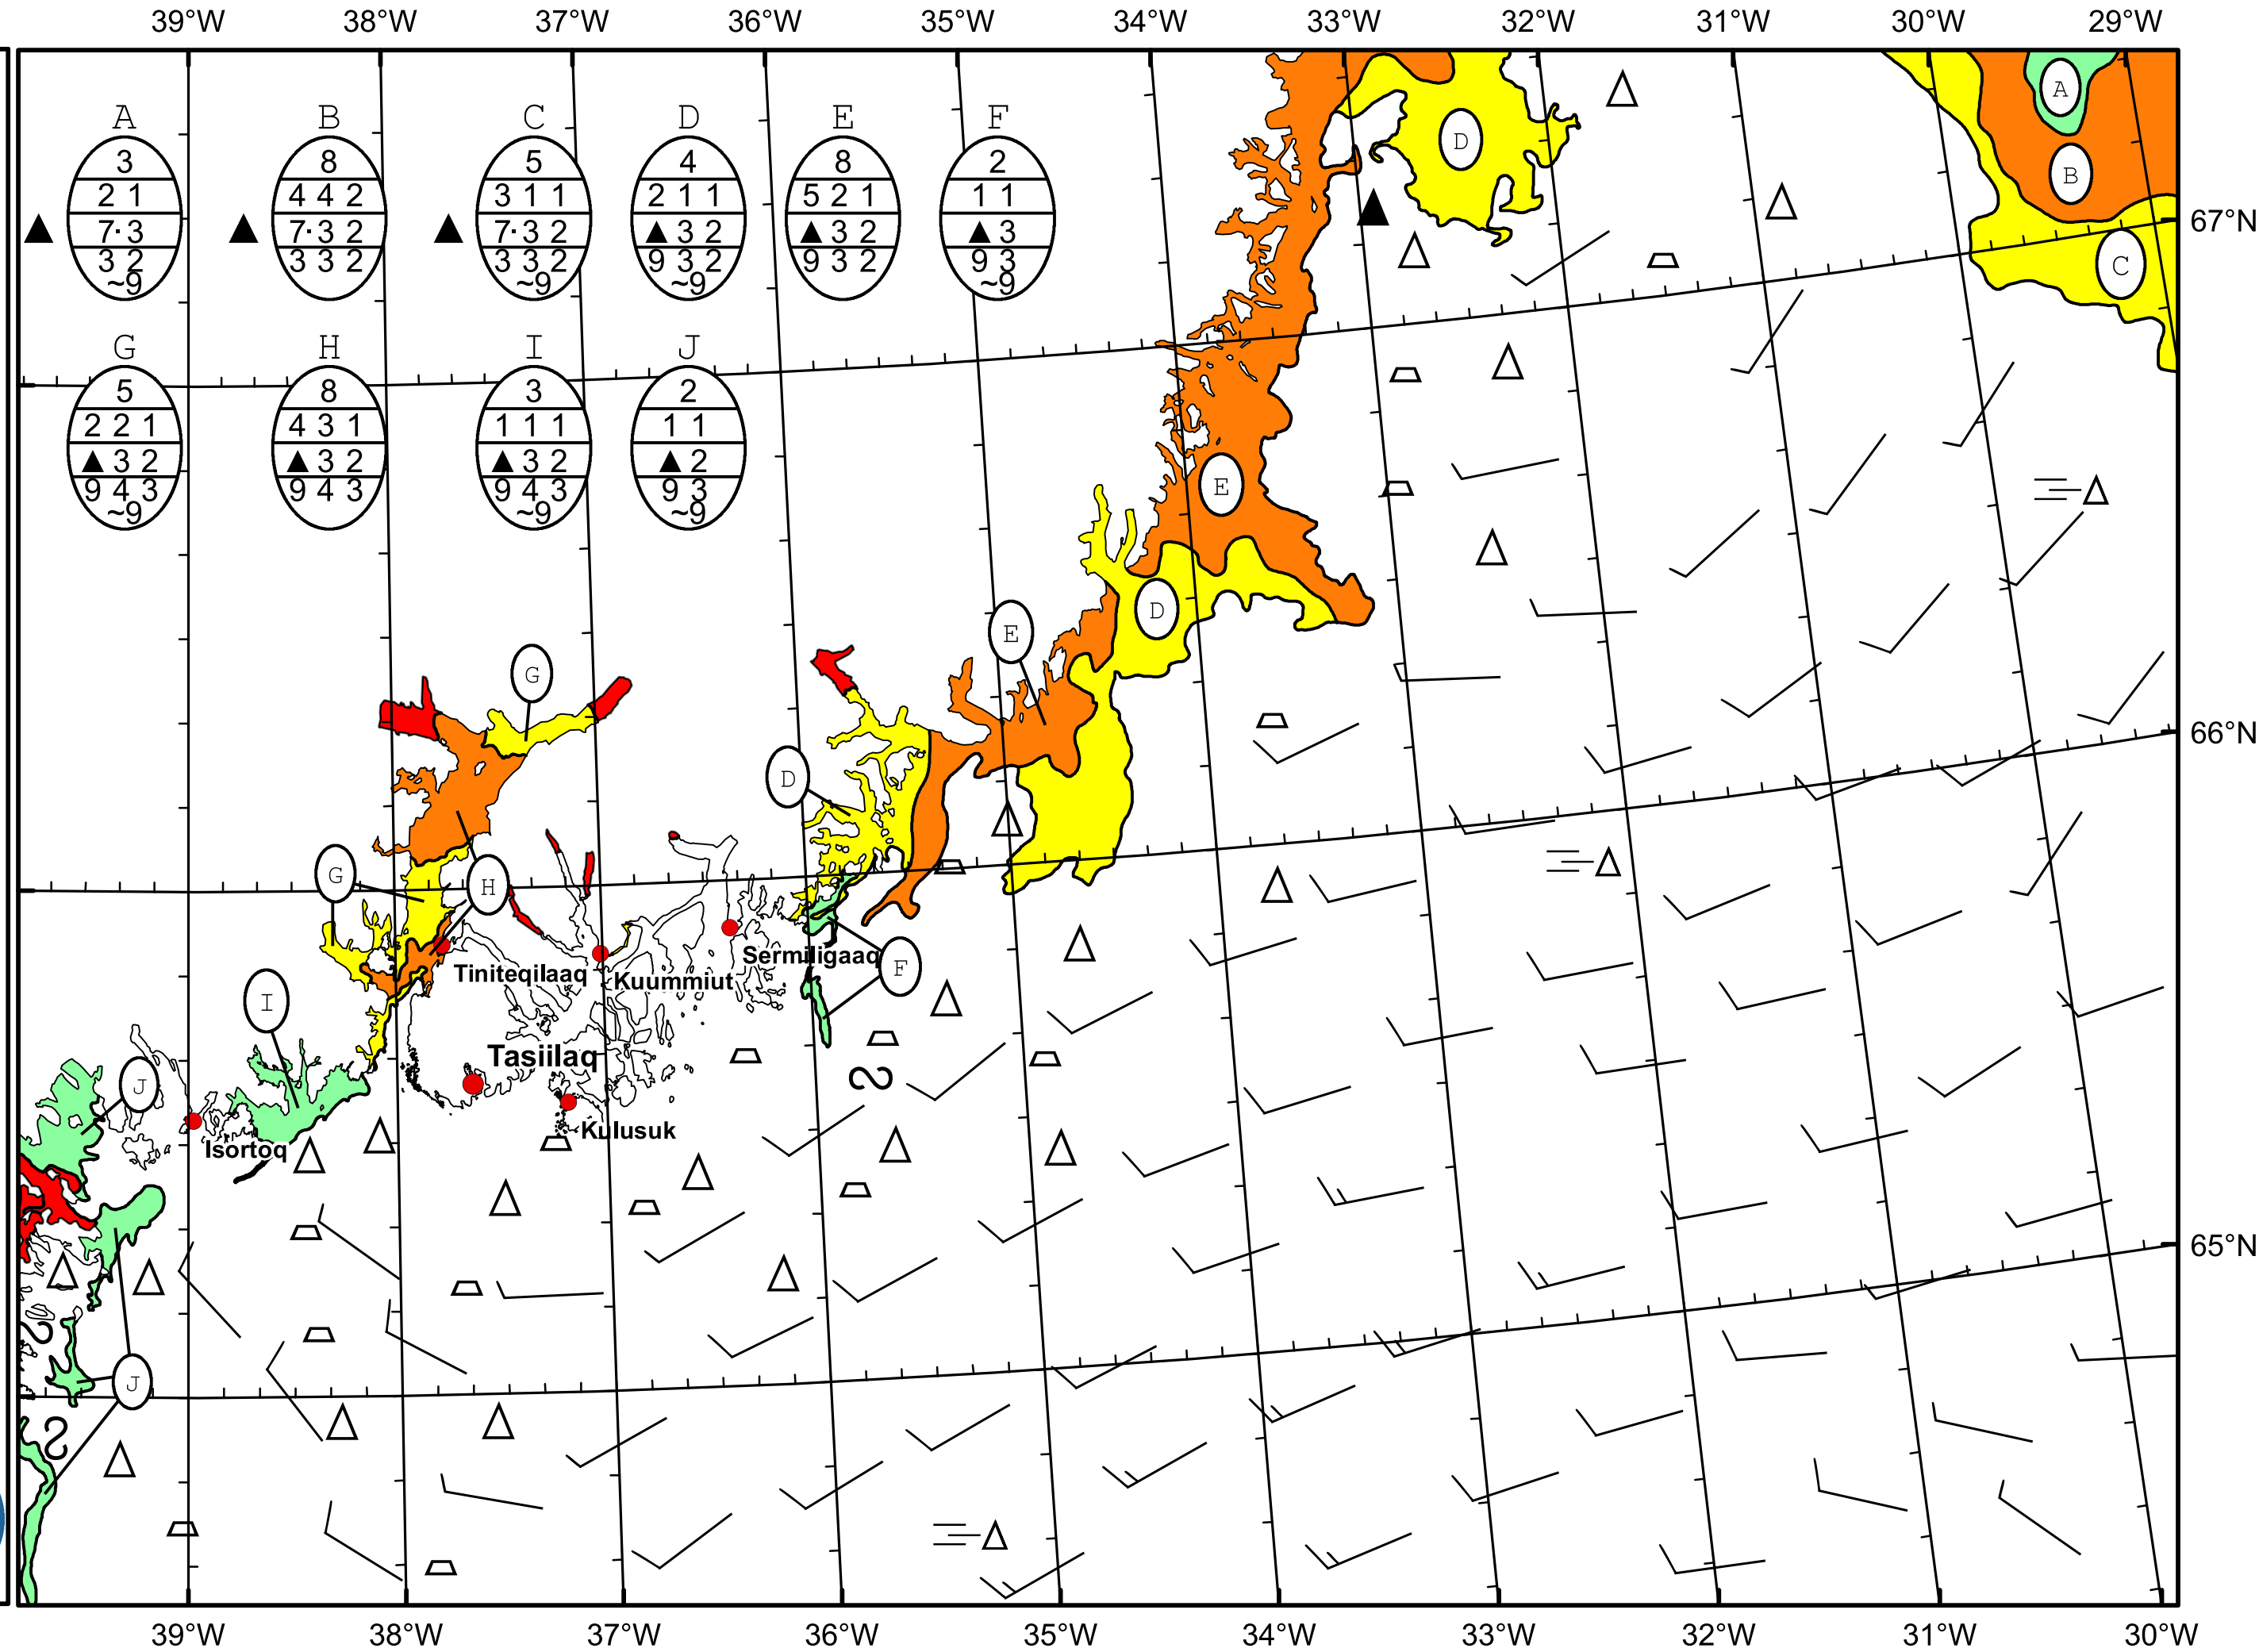 39°W 38°W 37°W 36°W 35°W 34°W 33°W 32°W 31°W 30°W 29°W
A B C D E F
3 8 5 4 8 2
2 1 4 4 2 3 1 1 2 1 1 5 2 1 1 1
▲ 7· 3 ▲ 7· 3 2 ▲ 7· 3 2 ▲ 3 2 ▲ 3 2 ▲ 3
3 2 3 3 2 3 3 2 9 3 2 9 3 2 9 3
~9 ~9 ~9 ~9
G H I J
5 8 3 2
2 2 1 4 3 1 1 1 1 1 1
▲ 3 2 ▲ 3 2 ▲ 3 2 ▲ 2
9 4 3 9 4 3 9 4 3 9 3
~9 ~9 ~9
A
D
B
67°N
C
E
D
E
G
66°N
D
G
H
Sermiligaaq
F
Tiniteqilaaq
Kuummiut
I
Tasiilaq
J
Kulusuk
Isortoq
65°N
J
39°W 38°W 37°W 36°W 35°W 34°W 33°W 32°W 31°W 30°W